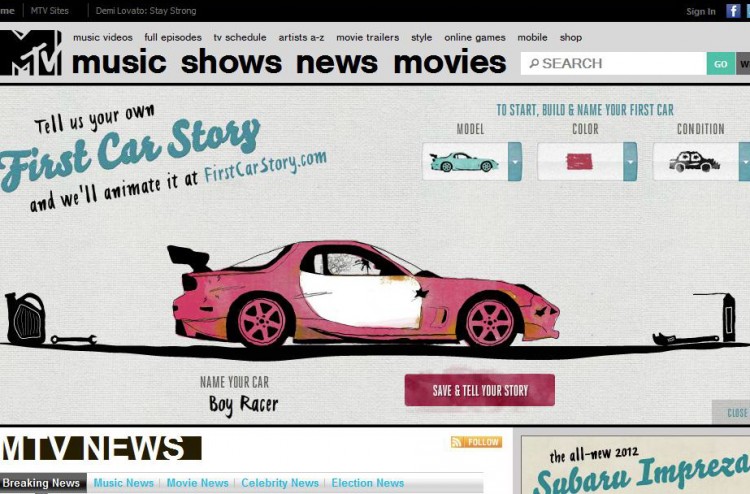 MTV Sites Demi Lovato: Stay Strong Sign In
music videos full episodes tv schedule artists a-z movie trailers style online games mobile shop
MTV music shows news movies SEARCH GO
Tell us your own
First Car Story
and we'll animate it at FirstCarStory.com
TO START, BUILD & NAME YOUR FIRST CAR
MODEL COLOR CONDITION
NAME YOUR CAR
Boy Racer
SAVE & TELL YOUR STORY
CLOSE
MTV NEWS
FOLLOW
Breaking News Music News Movie News Celebrity News Election News
the all-new 2012
Subaru Impreza